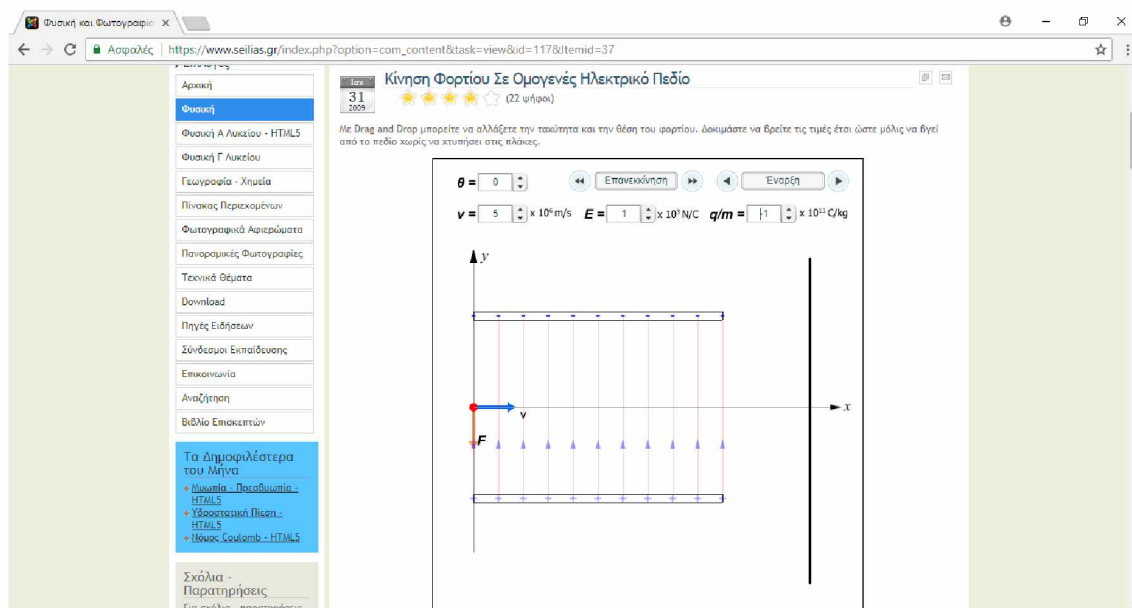 Φυσική και Φωτογραφία
Ασφαλές | https://www.seilias.gr/index.php?option=com_content&task=view&id=117&Itemid=37
Αρχική
Φυσική
Φυσική Α Λυκείου - HTML5
Φυσική Γ Λυκείου
Γεωγραφία - Χημεία
Πίνακας Περιεχομένων
Φωτογραφικά Αφιερώματα
Πανοραμικές Φωτογραφίες
Τεχνικά Θέματα
Download
Πηγές Ειδήσεων
Σύνδεσμοι Εκπαίδευσης
Επικοινωνία
Αναζήτηση
Βιβλίο Επισκεπτών
Τα Δημοφιλέστερα
του Μήνα
Μυωπία - Πρεσβυωπία -
HTML5
Υδροστατική Πίεση -
HTML5
Νόμος Coulomb - HTML5
Σχόλια -
Παρατηρήσεις
Για σχόλια - παρατηρήσεις
Ιαν
31
2009
Κίνηση Φορτίου Σε Ομογενές Ηλεκτρικό Πεδίο
(22 ψήφοι)
Με Drag and Drop μπορείτε να αλλάξετε την ταχύτητα και την θέση του φορτίου. Δοκιμάστε να βρείτε τις τιμές έτσι ώστε μόλις να βγεί
από το πεδίο χωρίς να χτυπήσει στις πλάκες.
θ = 0 Επανεκκίνηση Έναρξη
v = 5 x 10⁶ m/s E = 1 x 10³ N/C q/m = -1 x 10¹¹ C/kg
y
v
x
F